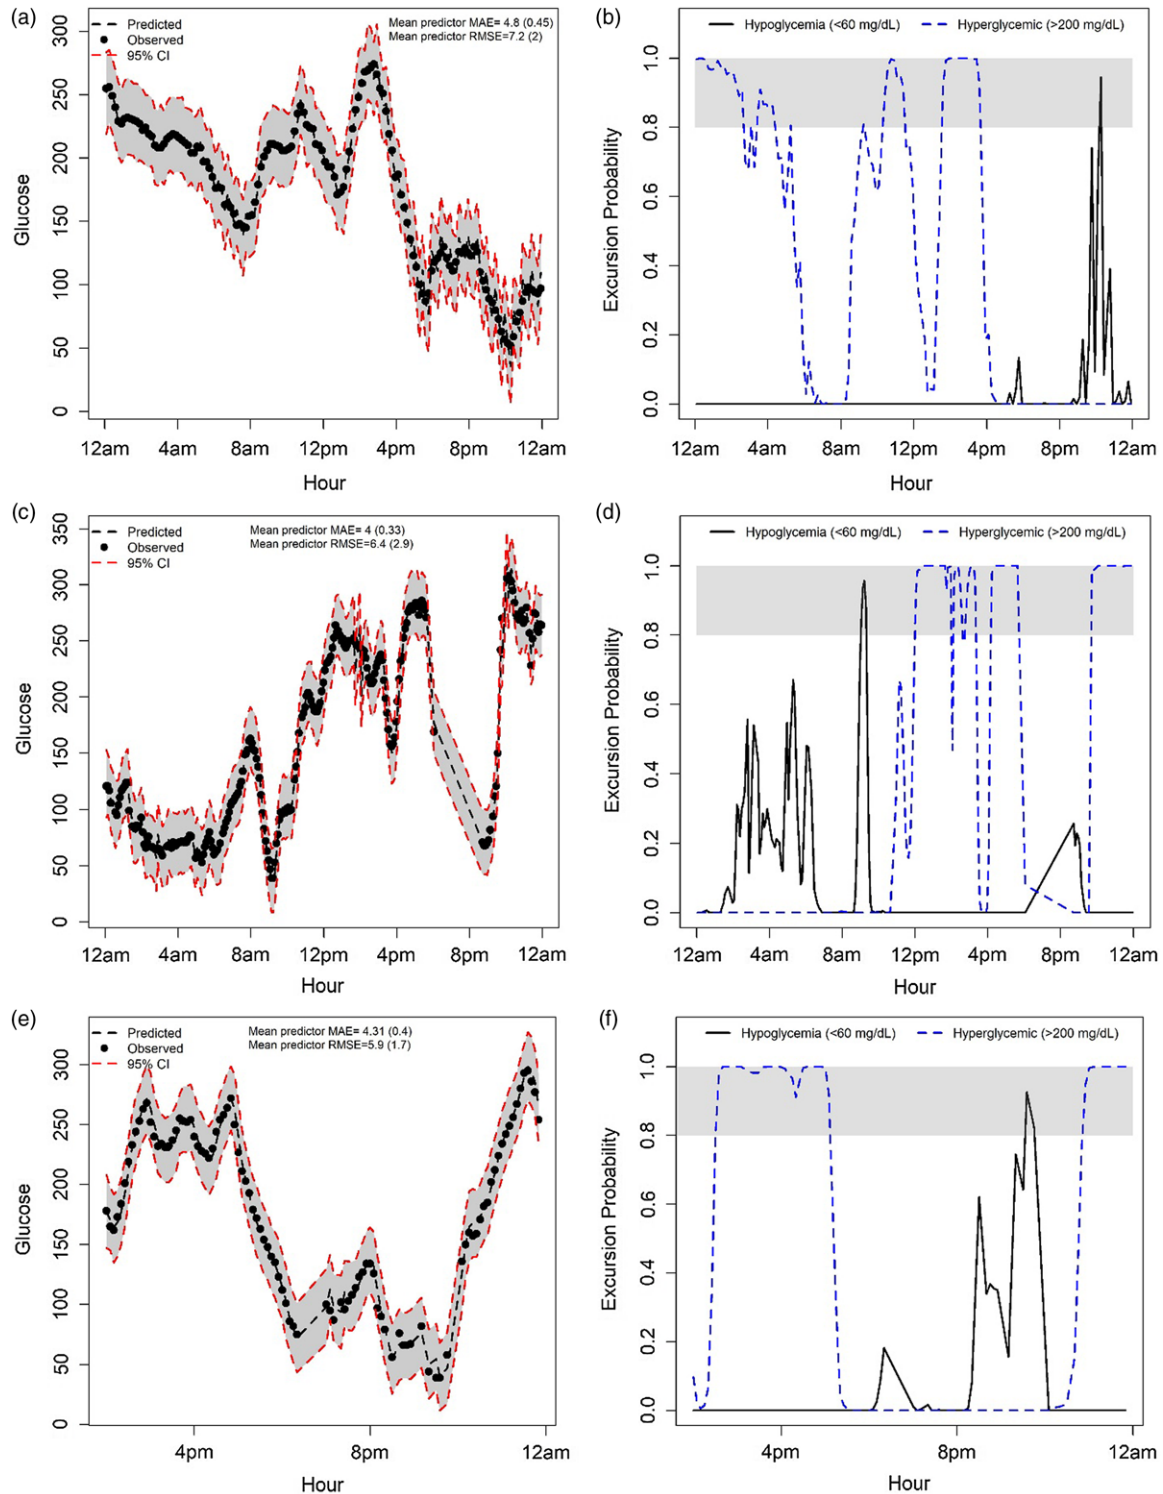 (a)
Predicted
Observed
95% CI
Mean predictor MAE= 4.8 (0.45)
Mean predictor RMSE=7.2 (2)
Glucose
300
250
200
150
100
50
0
12am 4am 8am 12pm 4pm 8pm 12am
Hour
(b)
Hypoglycemia (<60 mg/dL) Hyperglycemic (>200 mg/dL)
Excursion Probability
1.0
0.8
0.6
0.4
0.2
0.0
12am 4am 8am 12pm 4pm 8pm 12am
Hour
(c)
Predicted
Observed
95% CI
Mean predictor MAE= 4 (0.33)
Mean predictor RMSE=6.4 (2.9)
Glucose
350
300
250
200
150
100
50
0
12am 4am 8am 12pm 4pm 8pm 12am
Hour
(d)
Hypoglycemia (<60 mg/dL) Hyperglycemic (>200 mg/dL)
Excursion Probability
1.0
0.8
0.6
0.4
0.2
0.0
12am 4am 8am 12pm 4pm 8pm 12am
Hour
(e)
Predicted
Observed
95% CI
Mean predictor MAE= 4.31 (0.4)
Mean predictor RMSE=5.9 (1.7)
Glucose
300
250
200
150
100
50
0
4pm 8pm 12am
Hour
(f)
Hypoglycemia (<60 mg/dL) Hyperglycemic (>200 mg/dL)
Excursion Probability
1.0
0.8
0.6
0.4
0.2
0.0
4pm 8pm 12am
Hour